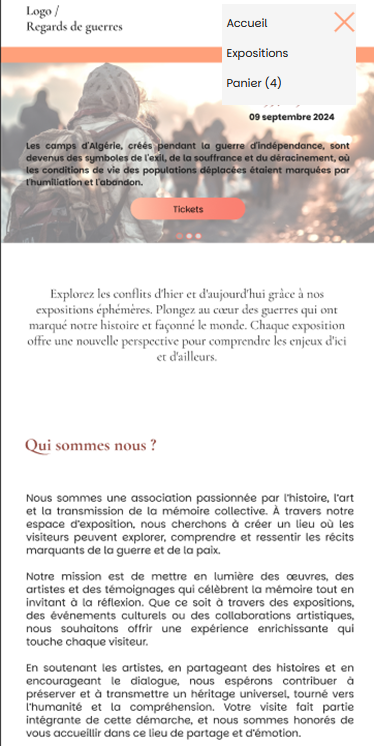 Logo /
Regards de guerres
Accueil
Expositions
Panier (4)
09 septembre 2024
Les camps d'Algérie, créés pendant la guerre d'indépendance, sont
devenus des symboles de l'exil, de la souffrance et du déracinement, où
les conditions de vie des populations déplacées étaient marquées par
l'humiliation et l'abandon.
Tickets
Explorez les conflits d'hier et d'aujourd'hui grâce à nos
expositions éphémères. Plongez au cœur des guerres qui ont
marqué notre histoire et façonné le monde. Chaque exposition
offre une nouvelle perspective pour comprendre les enjeux d'ici
et d'ailleurs.
Qui sommes nous ?
Nous sommes une association passionnée par l'histoire, l'art
et la transmission de la mémoire collective. À travers notre
espace d'exposition, nous cherchons à créer un lieu où les
visiteurs peuvent explorer, comprendre et ressentir les récits
marquants de la guerre et de la paix.
Notre mission est de mettre en lumière des œuvres, des
artistes et des témoignages qui célèbrent la mémoire tout en
invitant à la réflexion. Que ce soit à travers des expositions,
des événements culturels ou des collaborations artistiques,
nous souhaitons offrir une expérience enrichissante qui
touche chaque visiteur.
En soutenant les artistes, en partageant des histoires et en
encourageant le dialogue, nous espérons contribuer à
préserver et à transmettre un héritage universel, tourné vers
l'humanité et la compréhension. Votre visite fait partie
intégrante de cette démarche, et nous sommes honorés de
vous accueillir dans ce lieu de partage et d'émotion.